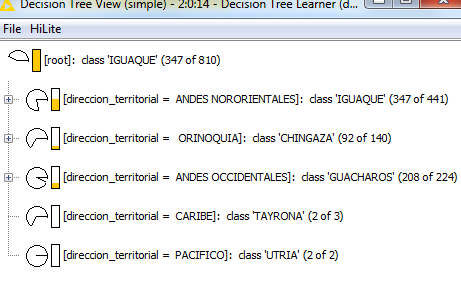 Decision Tree View (simple) - 2:0:14 - Decision Tree Learner (d...
File HiLite
[root]: class 'IGUAQUE' (347 of 810)
[direccion_territorial = ANDES NORORIENTALES]: class 'IGUAQUE' (347 of 441)
[direccion_territorial = ORINOQUIA]: class 'CHINGAZA' (92 of 140)
[direccion_territorial = ANDES OCCIDENTALES]: class 'GUACHAROS' (208 of 224)
[direccion_territorial = CARIBE]: class 'TAYRONA' (2 of 3)
[direccion_territorial = PACIFICO]: class 'UTRIA' (2 of 2)